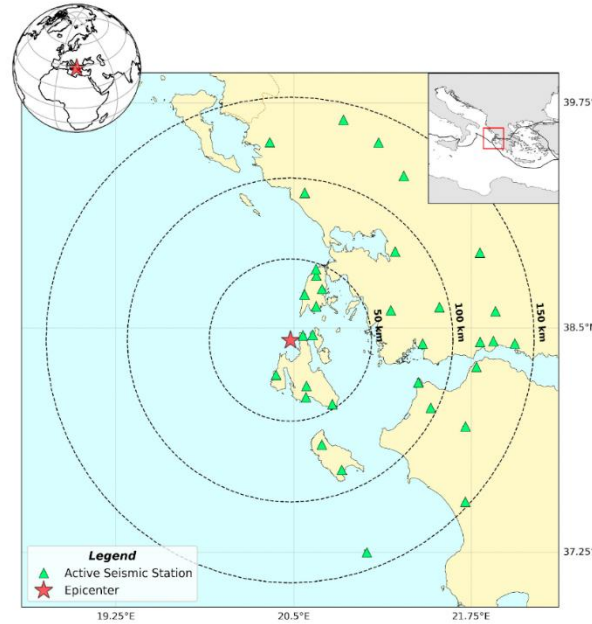 39.75°N
50 km
100 km
150 km
38.5°N
37.25°N
Legend
Active Seismic Station
Epicenter
19.25°E
20.5°E
21.75°E